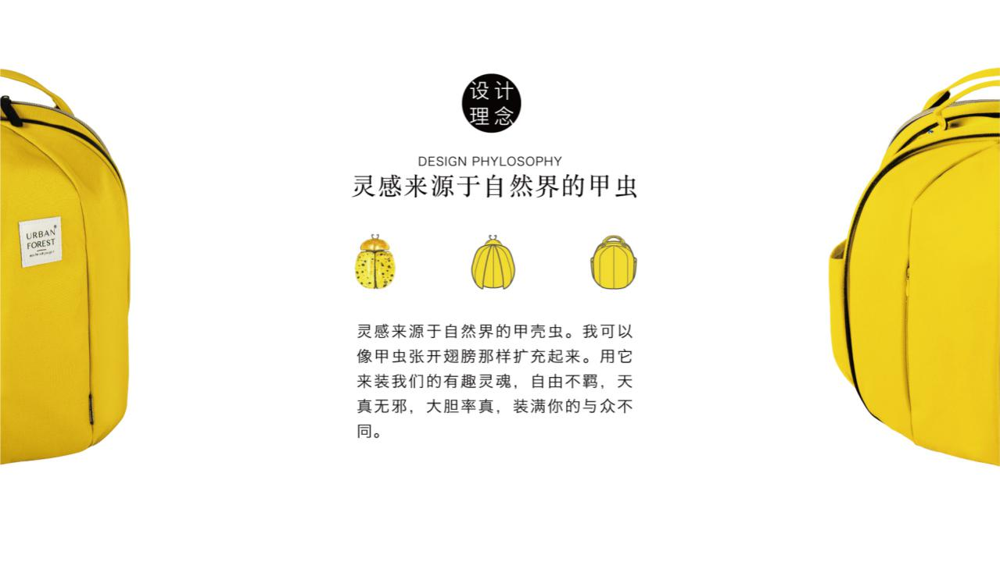 设计
理念
DESIGN PHYLOSOPHY
灵感来源于自然界的甲虫
URBAN
FOREST
灵感来源于自然界的甲壳虫。我可以
像甲虫张开翅膀那样扩充起来。用它
来装我们的有趣灵魂，自由不羁，天
真无邪，大胆率真，装满你的与众不
同。